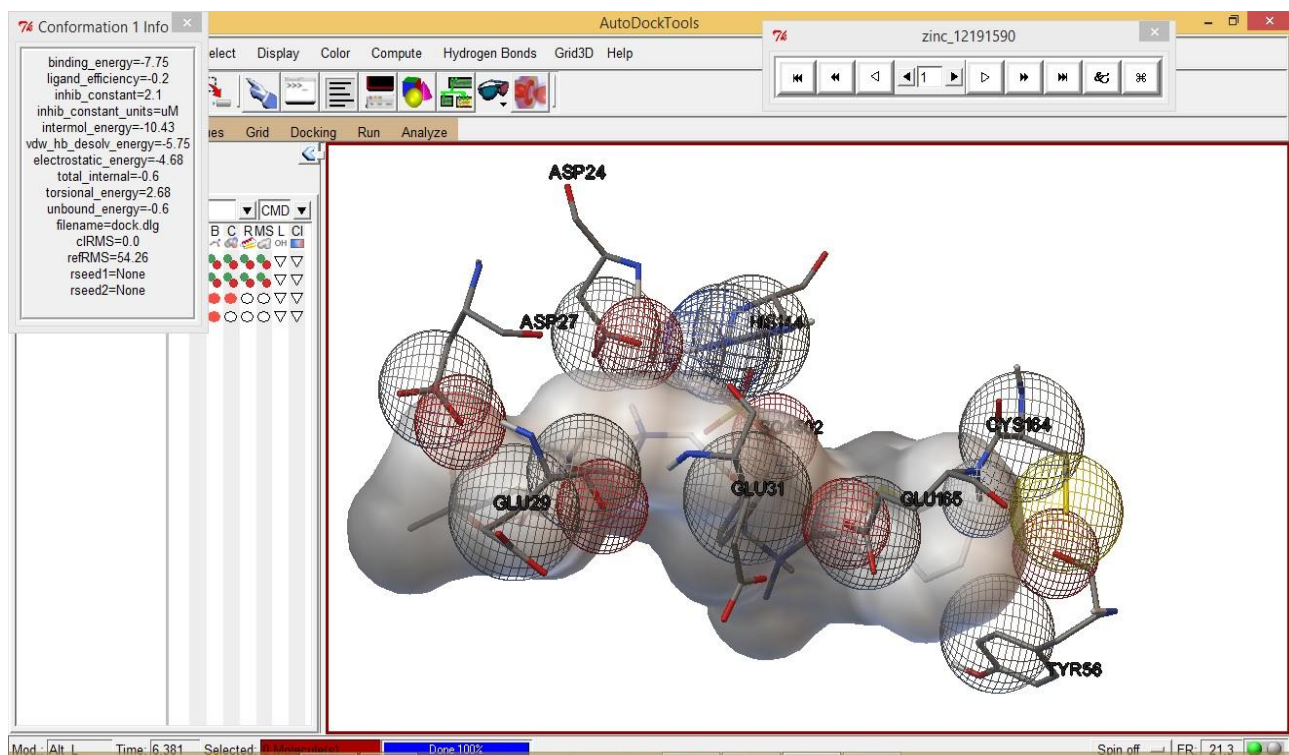 AutoDockTools
Conformation 1 Info
binding_energy=-7.75
ligand_efficiency=-0.2
inhib_constant=2.1
inhib_constant_units=uM
intermol_energy=-10.43
vdw_hb_desolv_energy=-5.75
electrostatic_energy=-4.68
total_internal=-0.6
torsional_energy=2.68
unbound_energy=-0.6
filename=dock.dlg
clRMS=0.0
refRMS=54.26
rseed1=None
rseed2=None
elect Display Color Compute Hydrogen Bonds Grid3D Help
zinc_12191590
1
ues Grid Docking Run Analyze
CMD
B C R MS L Cl
OH
ASP24
ASP27
GLU29
GLU31
CYS164
GLU165
TYR56
Mod.: Alt_L Time: 6.381 Selected: Done 100% Spin off FR: 21.3